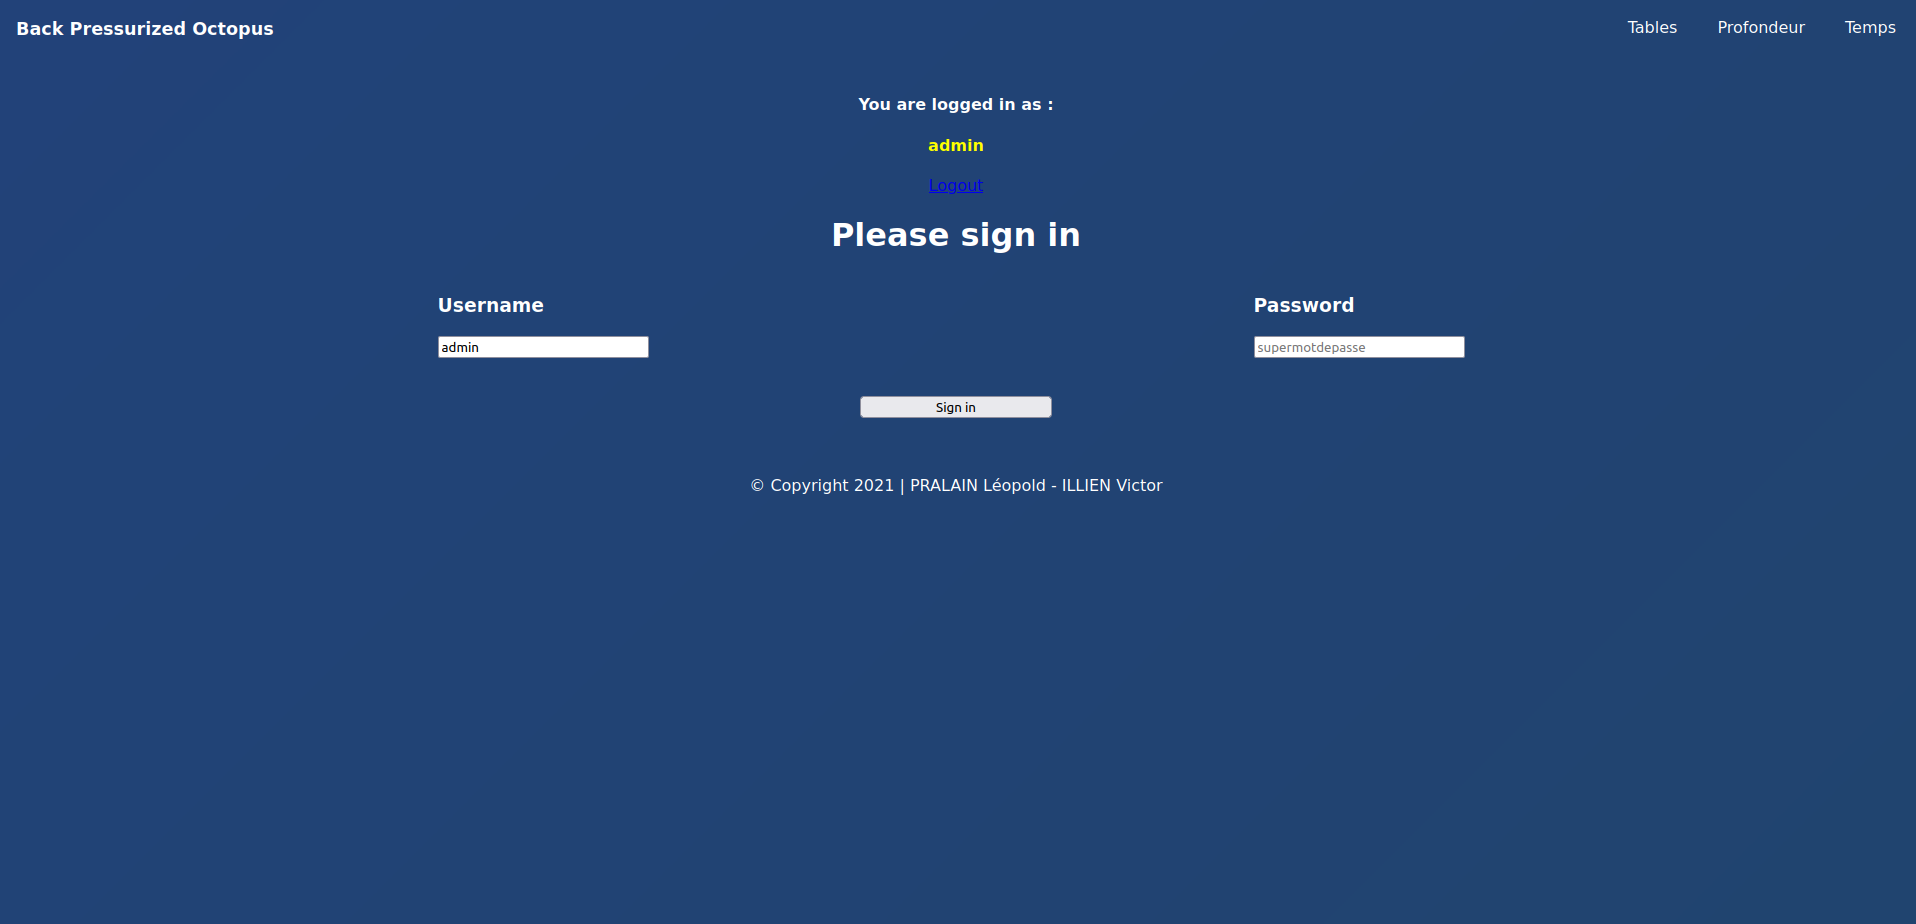 Back Pressurized Octopus
Tables Profondeur Temps
You are logged in as :
admin
Logout
Please sign in
Username
Password
admin
supermotdepasse
Sign in
© Copyright 2021 | PRALAIN Léopold - ILLIEN Victor